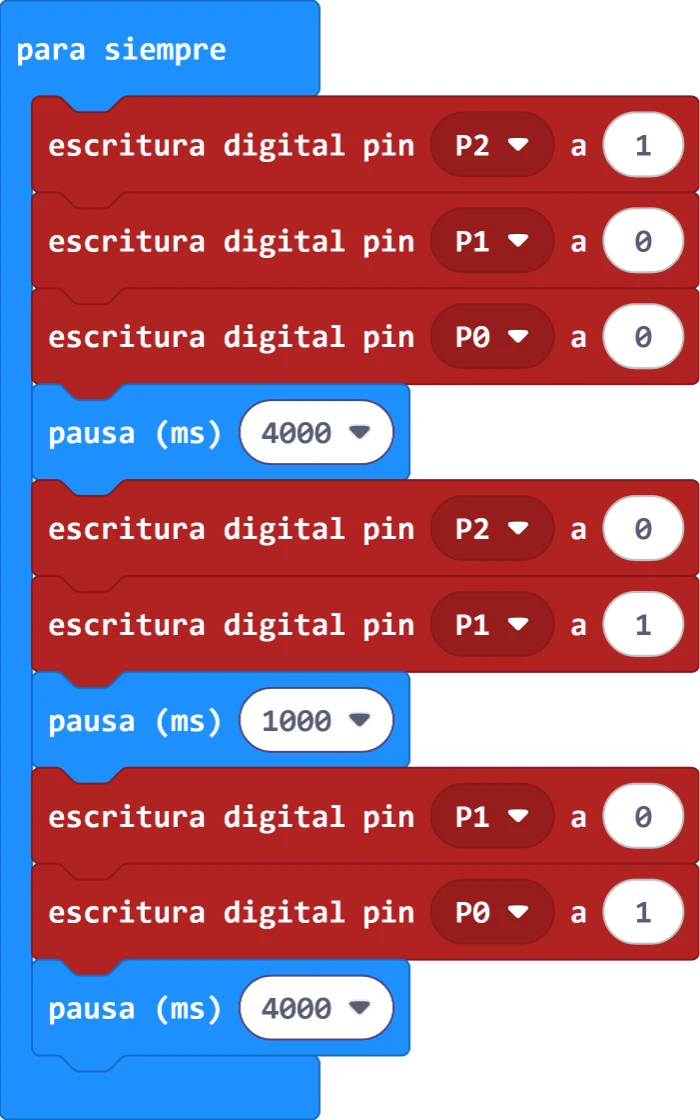 para siempre
escritura digital pin P2 a 1
escritura digital pin P1 a 0
escritura digital pin P0 a 0
pausa (ms) 4000
escritura digital pin P2 a 0
escritura digital pin P1 a 1
pausa (ms) 1000
escritura digital pin P1 a 0
escritura digital pin P0 a 1
pausa (ms) 4000